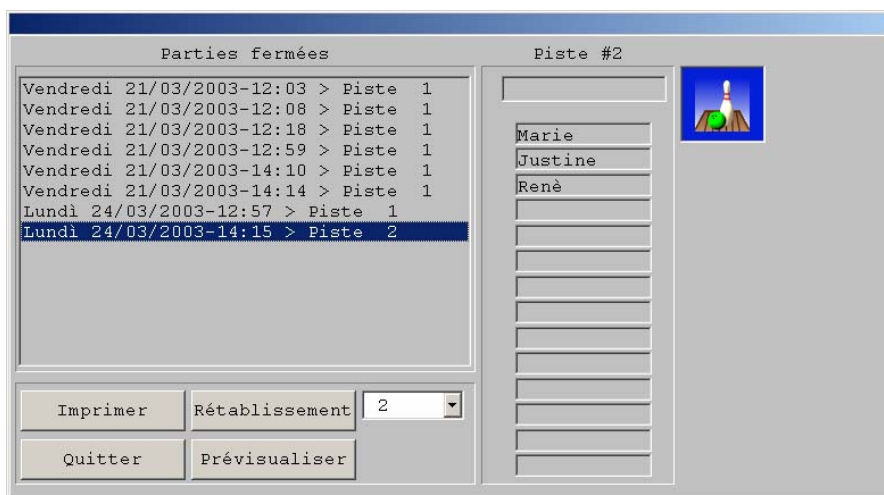 Parties fermées
Vendredi 21/03/2003-12:03 > Piste 1
Vendredi 21/03/2003-12:08 > Piste 1
Vendredi 21/03/2003-12:18 > Piste 1
Vendredi 21/03/2003-12:59 > Piste 1
Vendredi 21/03/2003-14:10 > Piste 1
Vendredi 21/03/2003-14:14 > Piste 1
Lundì 24/03/2003-12:57 > Piste 1
Lundì 24/03/2003-14:15 > Piste 2
Imprimer
Rétablissement
2
Quitter
Prévisualiser
Piste #2
Marie
Justine
Renè